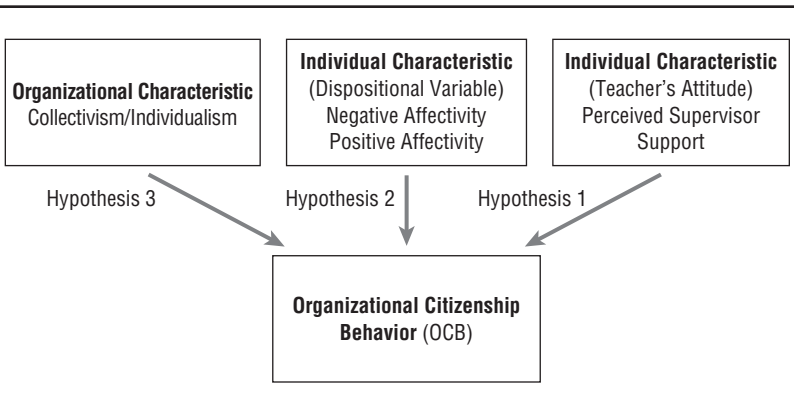 Organizational Characteristic
Collectivism/Individualism
Individual Characteristic
(Dispositional Variable)
Negative Affectivity
Positive Affectivity
Individual Characteristic
(Teacher’s Attitude)
Perceived Supervisor
Support
Hypothesis 3
Hypothesis 2
Hypothesis 1
Organizational Citizenship
Behavior (OCB)